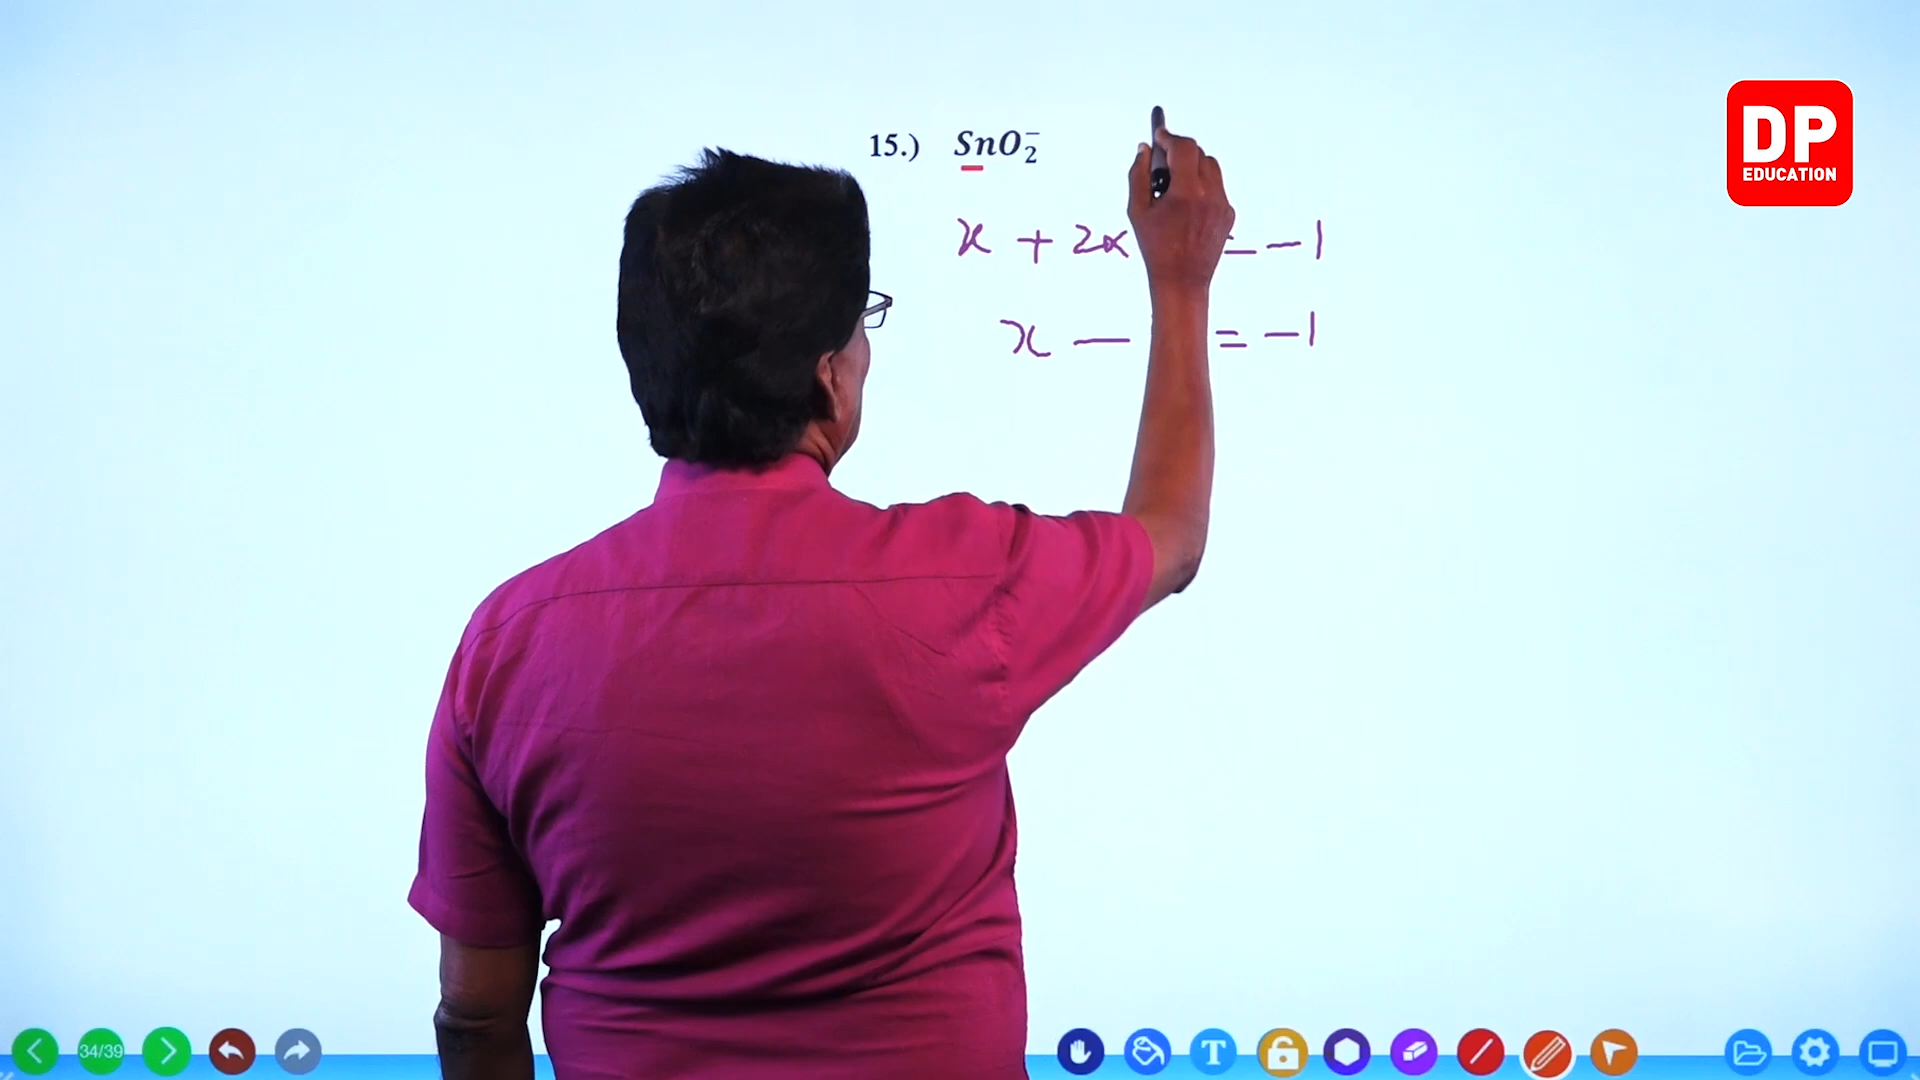 DP
EDUCATION
15.) SnO₂⁻
x + 2x = -1
x - = -1
34/39
T